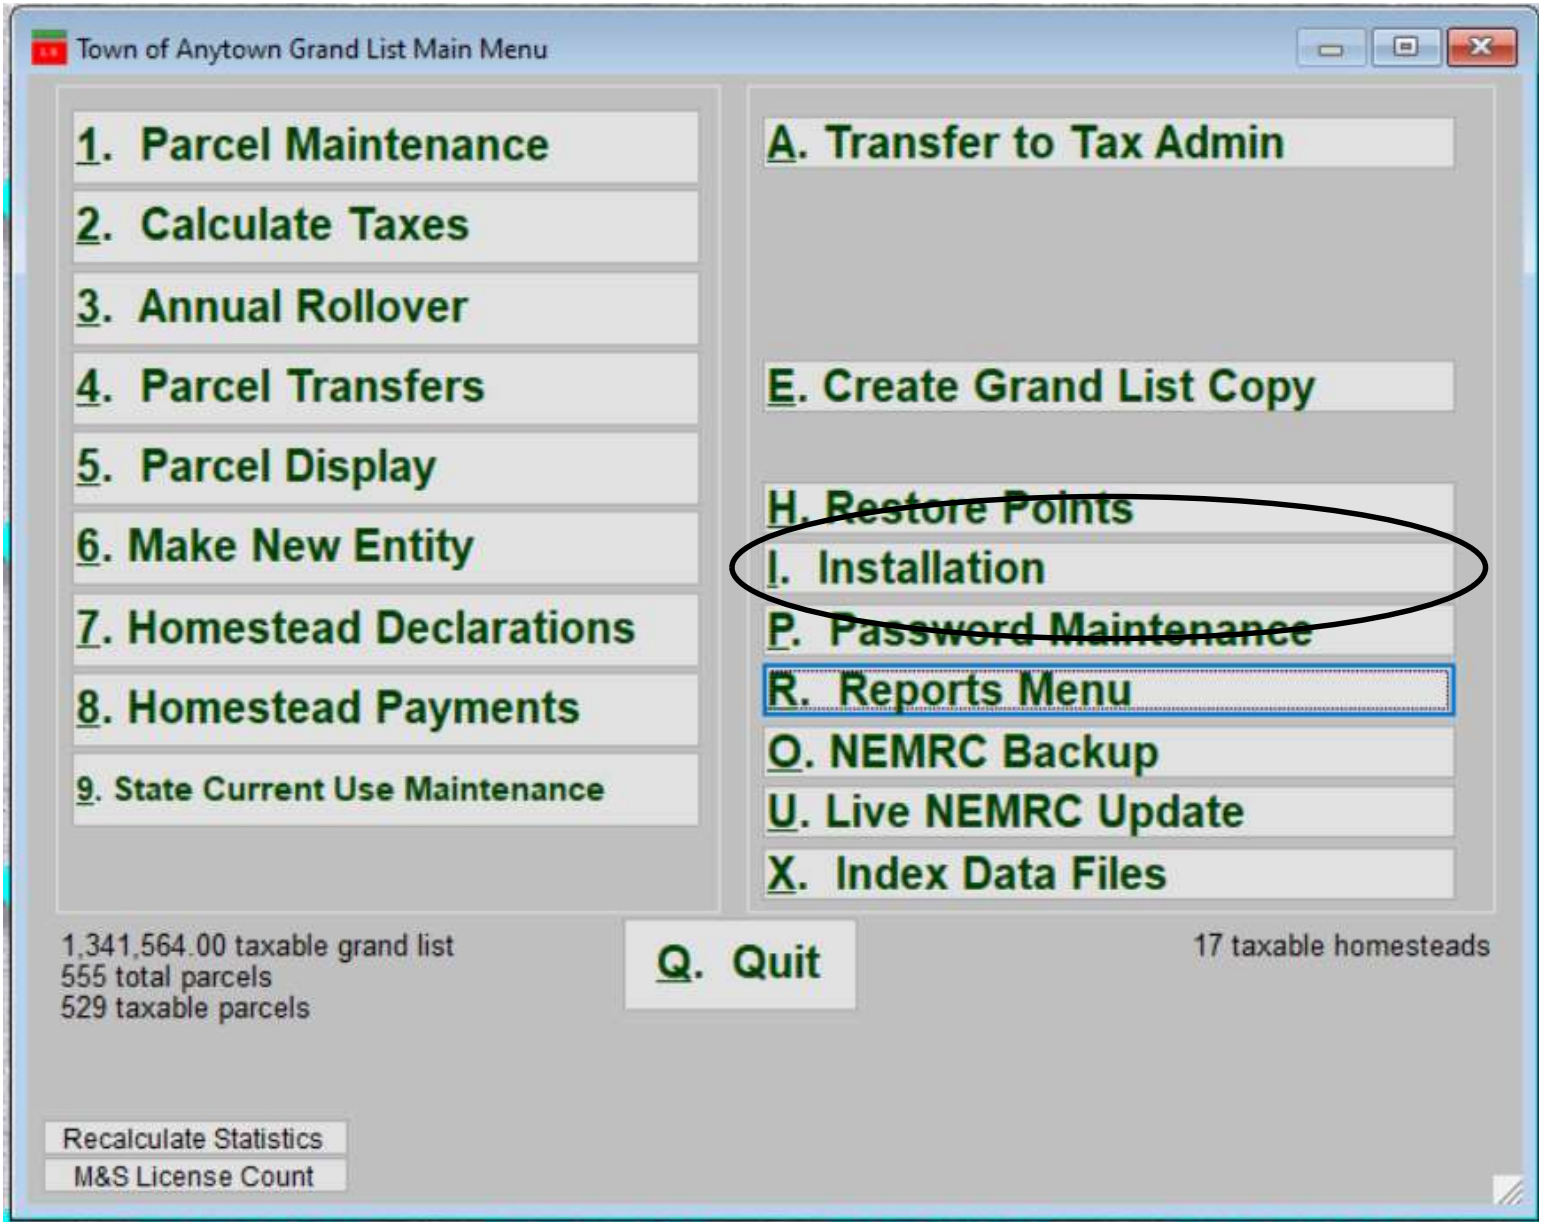 Town of Anytown Grand List Main Menu
1. Parcel Maintenance
2. Calculate Taxes
3. Annual Rollover
4. Parcel Transfers
5. Parcel Display
6. Make New Entity
7. Homestead Declarations
8. Homestead Payments
9. State Current Use Maintenance
A. Transfer to Tax Admin
E. Create Grand List Copy
H. Restore Points
I. Installation
P. Password Maintenance
R. Reports Menu
O. NEMRC Backup
U. Live NEMRC Update
X. Index Data Files
1,341,564.00 taxable grand list
555 total parcels
529 taxable parcels
Q. Quit
17 taxable homesteads
Recalculate Statistics
M&S License Count